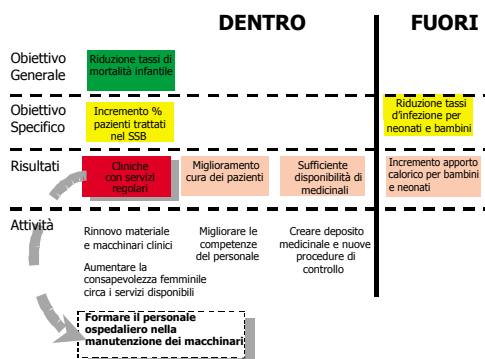 DENTRO
FUORI
Obiettivo
Generale
Riduzione tassi di
mortalità infantile
Obiettivo
Specifico
Incremento %
pazienti trattati
nel SSB
Riduzione tassi
d'infezione per
neonati e bambini
Risultati
Cliniche
con servizi
regolari
Miglioramento
cura dei pazienti
Sufficiente
disponibilità di
medicinali
Incremento apporto
calorico per bambini
e neonati
Attività
Rinnovo materiale
e macchinari clinici
Aumentare la
consapevolezza femminile
circa i servizi disponibili
Migliorare le
competenze
del personale
Creare deposito
medicinale e nuove
procedure di
controllo
Formare il personale
ospedaliero nella
manutenzione dei macchinari